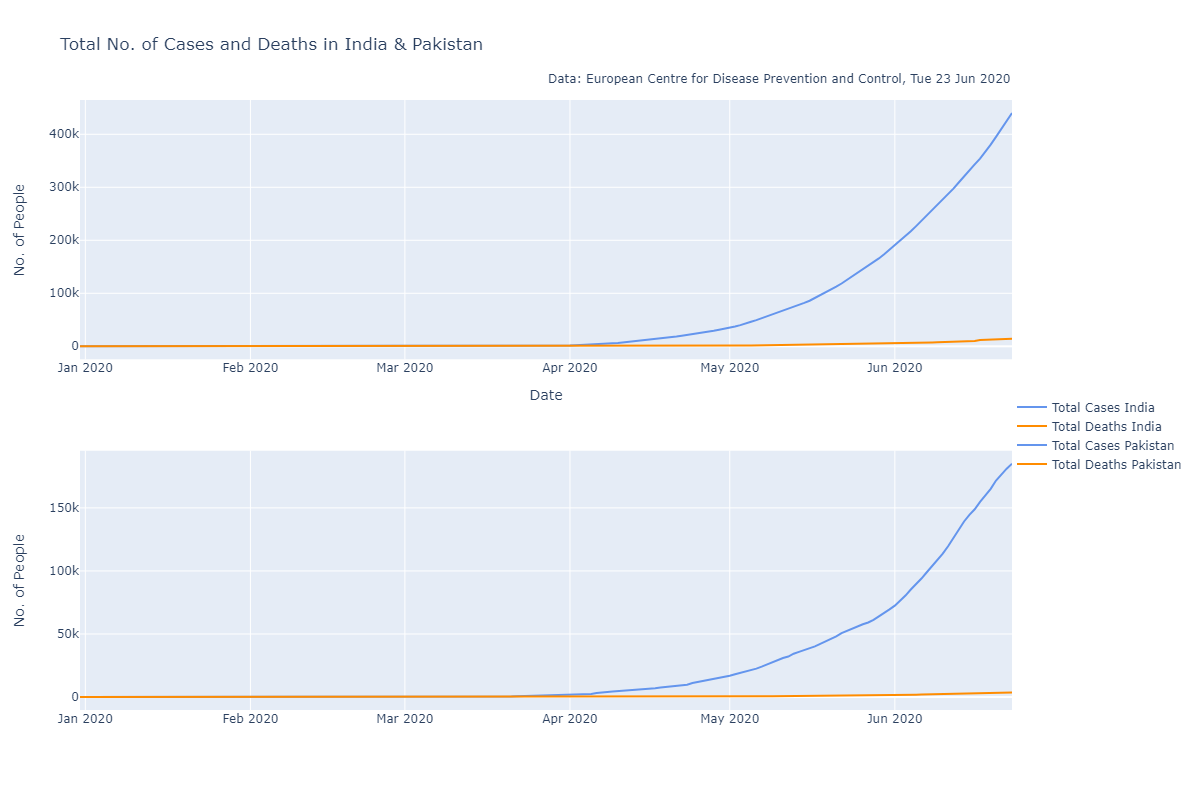 Total No. of Cases and Deaths in India & Pakistan
Data: European Centre for Disease Prevention and Control, Tue 23 Jun 2020
No. of People
400k
300k
200k
100k
0
Jan 2020 Feb 2020 Mar 2020 Apr 2020 May 2020 Jun 2020
Date
Total Cases India
Total Deaths India
Total Cases Pakistan
Total Deaths Pakistan
No. of People
150k
100k
50k
0
Jan 2020 Feb 2020 Mar 2020 Apr 2020 May 2020 Jun 2020